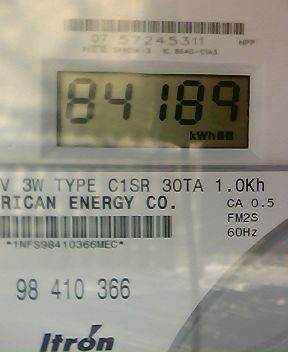 07 57245311 NPP
84189
kWh
V 3W TYPE C1SR 30TA 1.0Kh
RICAN ENERGY CO. CA 0.5
FM2S
*1NFS98410366MEC* 60Hz
98 410 366
Itron